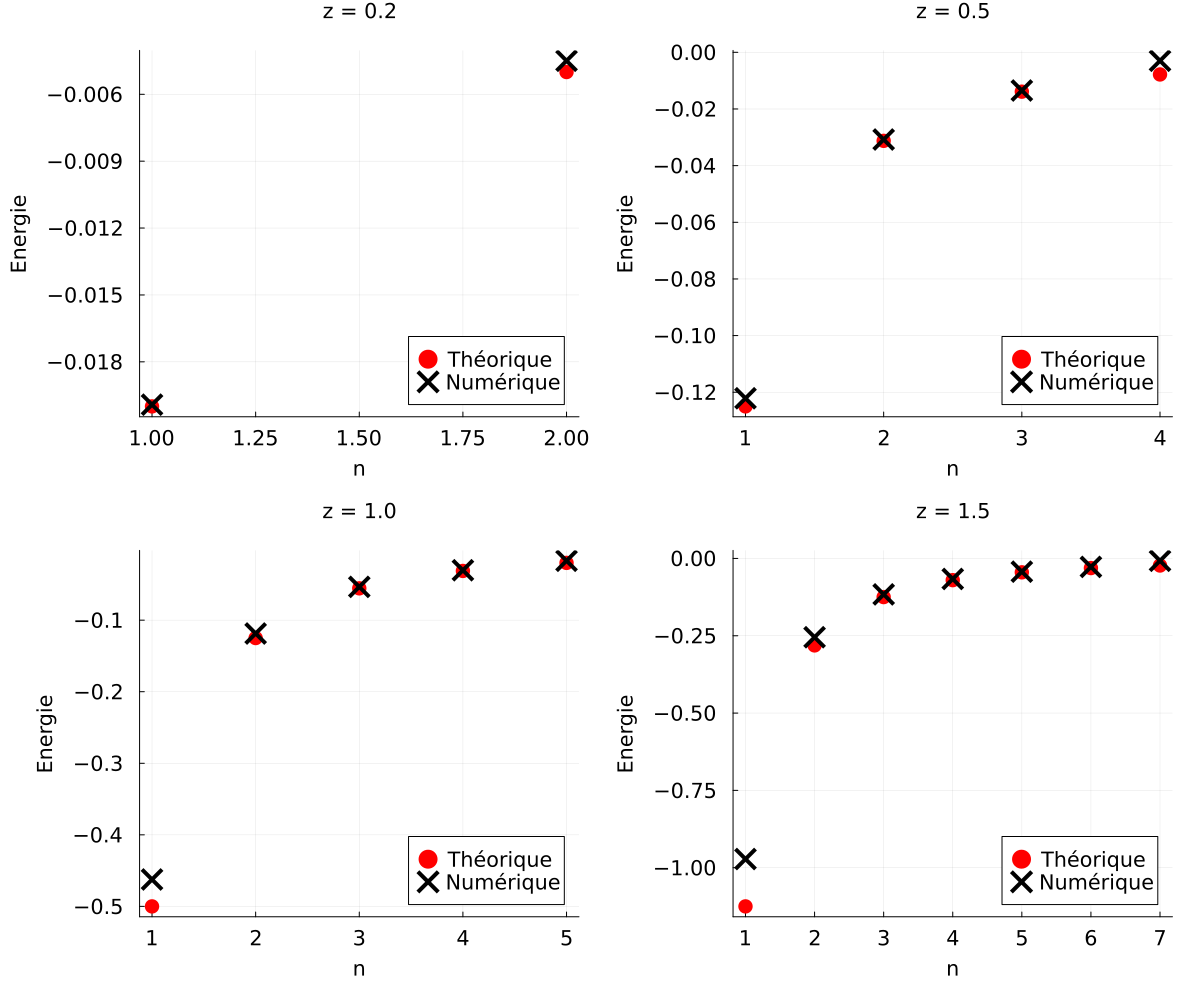 z = 0.2
Energie
−0.006
−0.009
−0.012
−0.015
−0.018
1.00 1.25 1.50 1.75 2.00
n
Théorique
Numérique
z = 0.5
Energie
0.00
−0.02
−0.04
−0.06
−0.08
−0.10
−0.12
1 2 3 4
n
Théorique
Numérique
z = 1.0
Energie
−0.1
−0.2
−0.3
−0.4
−0.5
1 2 3 4 5
n
Théorique
Numérique
z = 1.5
Energie
0.00
−0.25
−0.50
−0.75
−1.00
1 2 3 4 5 6 7
n
Théorique
Numérique